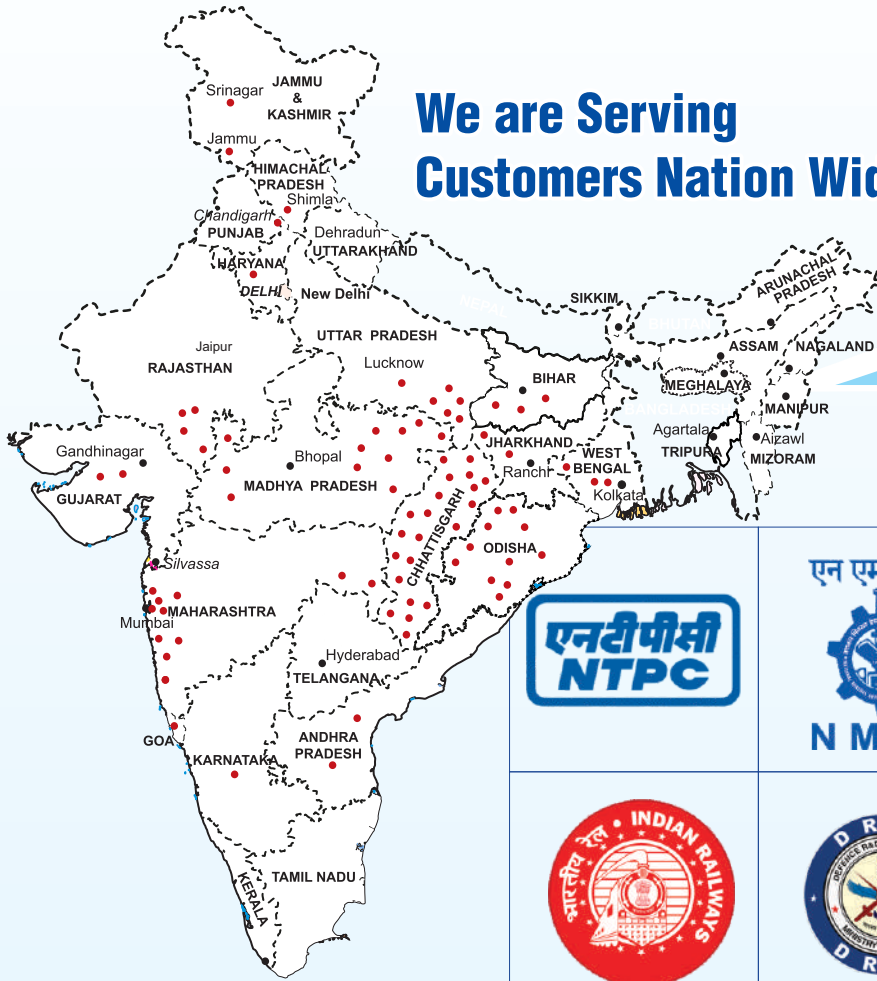 We are Serving
Customers Nation Wid
Srinagar
JAMMU
&
KASHMIR
Jammu
HIMACHAL
PRADESH
Shimla
Chandigarh
PUNJAB
Dehradun
UTTARAKHAND
HARYANA
DELHI
New Delhi
NEPAL
SIKKIM
BHUTAN
ARUNACHAL
PRADESH
UTTAR PRADESH
Jaipur
RAJASTHAN
Lucknow
BIHAR
ASSAM
NAGALAND
MEGHALAYA
BANGLADESH
MANIPUR
Agartala
TRIPURA
Aizawl
MIZORAM
Gandhinagar
GUJARAT
Bhopal
MADHYA PRADESH
JHARKHAND
Ranchi
WEST
BENGAL
Kolkata
CHHATTISGARH
ODISHA
Silvassa
MAHARASHTRA
Mumbai
Hyderabad
TELANGANA
GOA
KARNATAKA
ANDHRA
PRADESH
TAMIL NADU
KERALA
एनटीपीसी
NTPC
एन एम
N M
भारतीय रेल • INDIAN RAILWAYS
D R
DEFENCE R
MINISTRY
D R